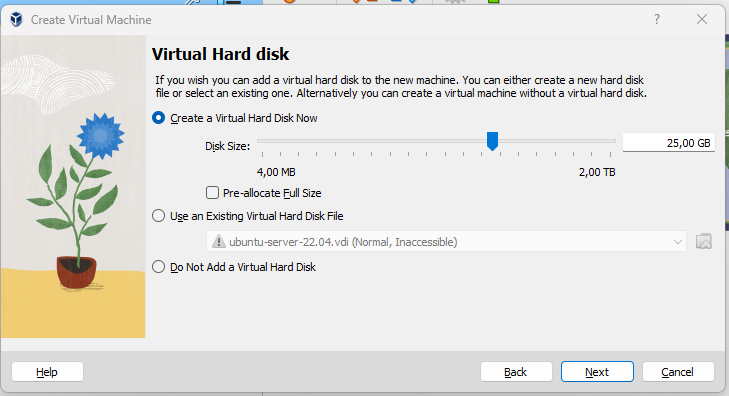 Create Virtual Machine
Virtual Hard disk
If you wish you can add a virtual hard disk to the new machine. You can either create a new hard disk
file or select an existing one. Alternatively you can create a virtual machine without a virtual hard disk.
Create a Virtual Hard Disk Now
Disk Size:
25,00 GB
4,00 MB
2,00 TB
Pre-allocate Full Size
Use an Existing Virtual Hard Disk File
ubuntu-server-22.04.vdi (Normal, Inaccessible)
Do Not Add a Virtual Hard Disk
Help
Back
Next
Cancel